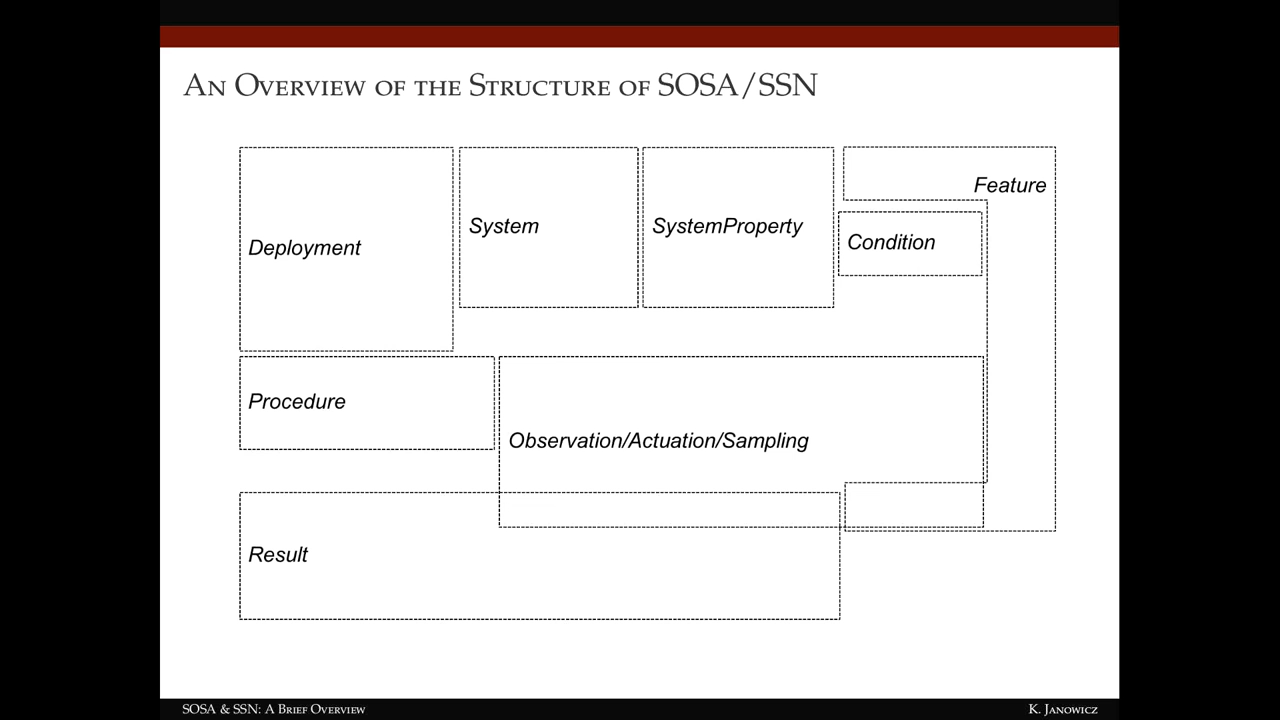 An Overview of the Structure of SOSA/SSN
Feature
System
SystemProperty
Condition
Deployment
Procedure
Observation/Actuation/Sampling
Result
SOSA & SSN: A Brief Overview
K. Janowicz